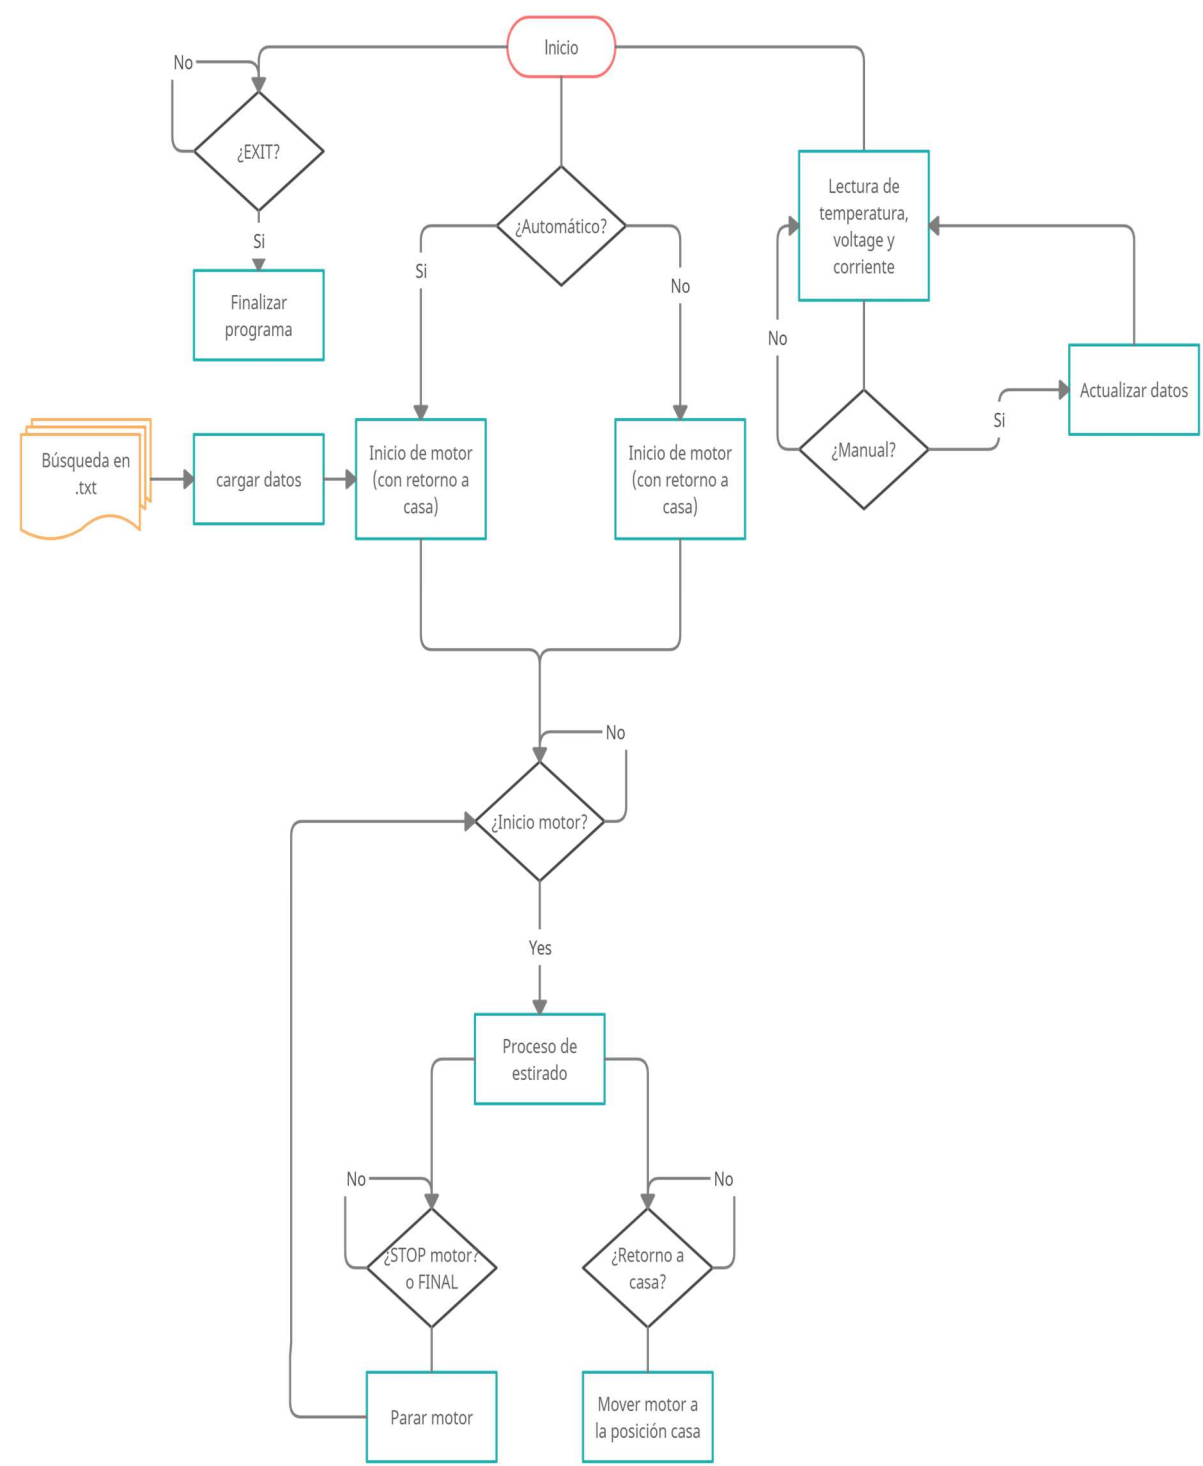 Inicio
No
¿EXIT?
Si
Finalizar
programa
¿Automático?
Si
No
Lectura de
temperatura,
voltage y
corriente
No
¿Manual?
Si
Actualizar datos
Búsqueda en
.txt
cargar datos
Inicio de motor
(con retorno a
casa)
Inicio de motor
(con retorno a
casa)
No
¿Inicio motor?
Yes
Proceso de
estirado
No
¿STOP motor?
o FINAL
No
¿Retorno a
casa?
Parar motor
Mover motor a
la posición casa